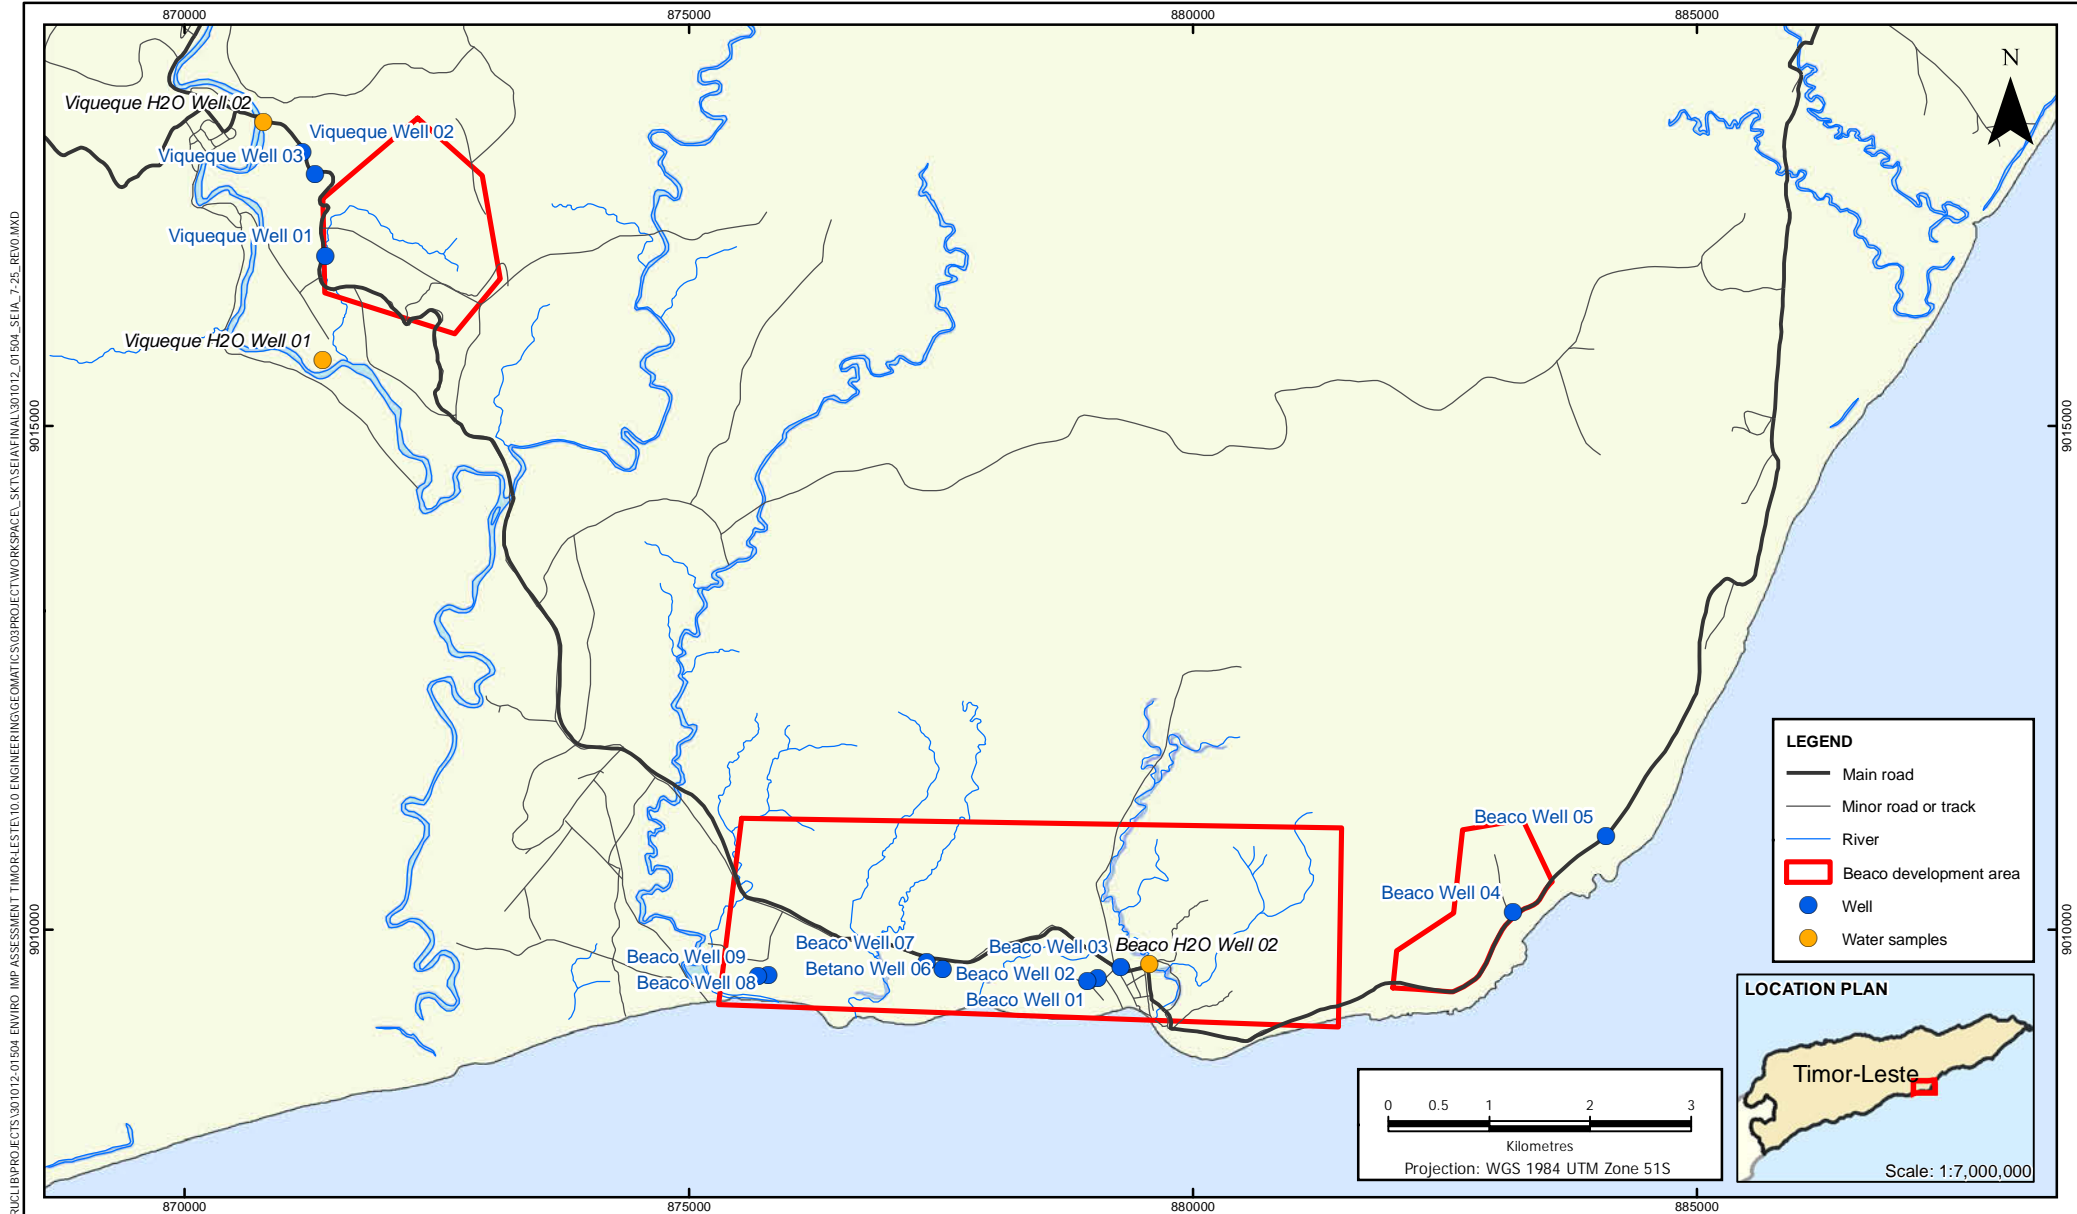 870000
875000
880000
885000
N
Viqueque H2O Well 02
Viqueque Well 02
Viqueque Well 03
Viqueque Well 01
Viqueque H2O Well 01
9015000
9015000
LEGEND
Main road
Minor road or track
River
Beaco development area
Well
Water samples
Beaco Well 05
Beaco Well 04
9010000
9010000
Beaco Well 07
Beaco Well 03
Beaco H2O Well 02
Beaco Well 09
Betano Well 06
Beaco Well 02
Beaco Well 08
Beaco Well 01
LOCATION PLAN
Timor-Leste
Scale: 1:7,000,000
0 0.5 1 2 3
Kilometres
Projection: WGS 1984 UTM Zone 51S
870000
875000
880000
885000